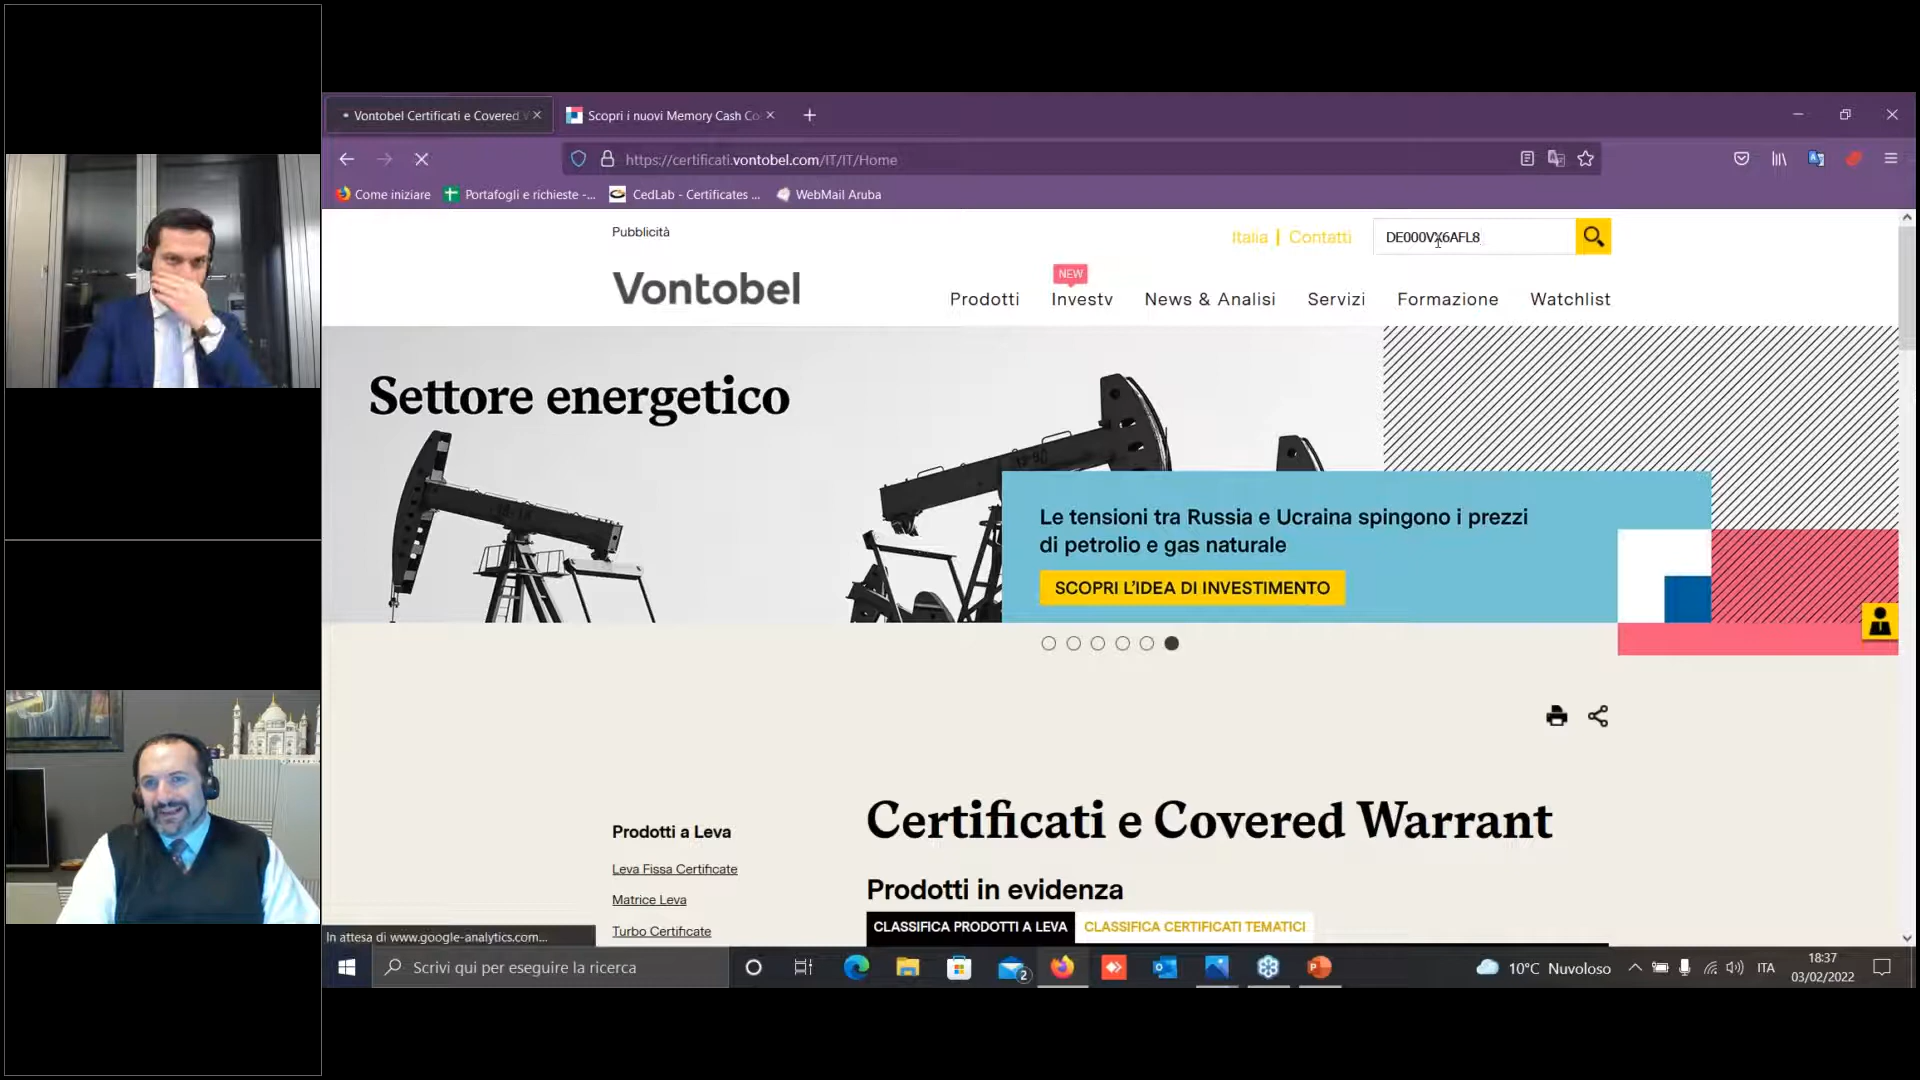 Vontobel Certificati e Covered
Scopri i nuovi Memory Cash Co
https://certificati.vontobel.com/IT/IT/Home
Come iniziare
Portafogli e richieste -...
CedLab - Certificates ...
WebMail Aruba
Pubblicità
Italia | Contatti
DE000VX6AFL8
Vontobel
NEW
Prodotti
Investv
News & Analisi
Servizi
Formazione
Watchlist
Settore energetico
Le tensioni tra Russia e Ucraina spingono i prezzi
di petrolio e gas naturale
SCOPRI L'IDEA DI INVESTIMENTO
Certificati e Covered Warrant
Prodotti a Leva
Leva Fissa Certificate
Matrice Leva
Turbo Certificate
Prodotti in evidenza
CLASSIFICA PRODOTTI A LEVA
CLASSIFICA CERTIFICATI TEMATICI
In attesa di www.google-analytics.com...
Scrivi qui per eseguire la ricerca
2
10°C Nuvoloso
ITA
18:37
03/02/2022